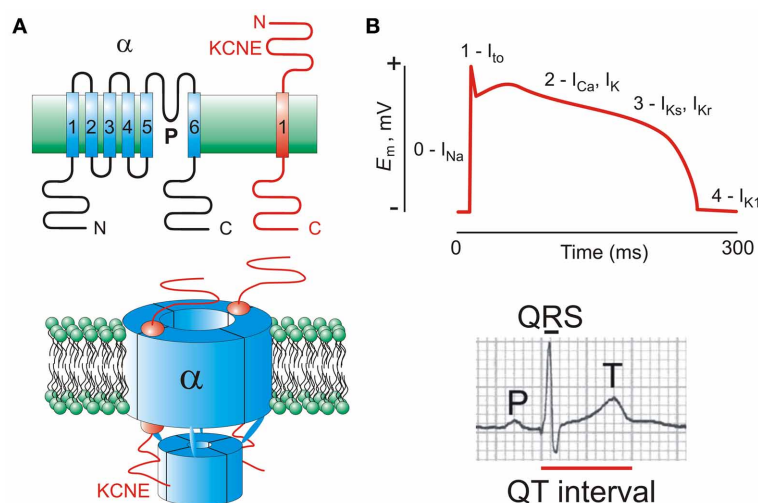 A
α
N
KCNE
1
2
3
4
5
P
6
1
N
C
C
α
KCNE
B
+
1 - Ito
2 - ICa, IK
3 - IKs, IKr
Em, mV
0 - INa
-
4 - IK1
0
300
Time (ms)
QRS
P
T
QT interval